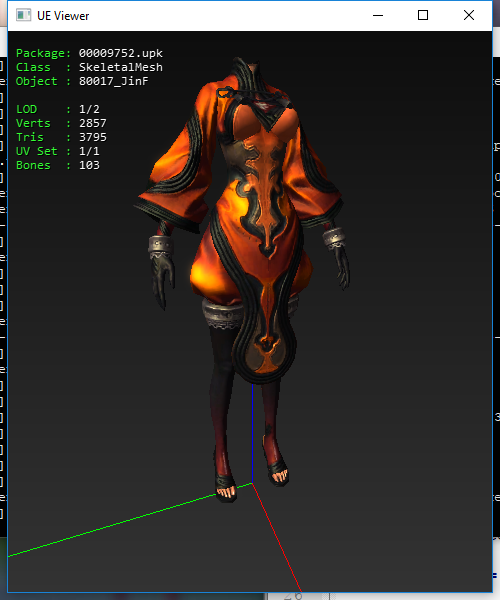 UE Viewer
Package: 00009752.upk
Class : SkeletalMesh
Object : 80017_JinF
LOD : 1/2
Verts : 2857
Tris : 3795
UV Set : 1/1
Bones : 103